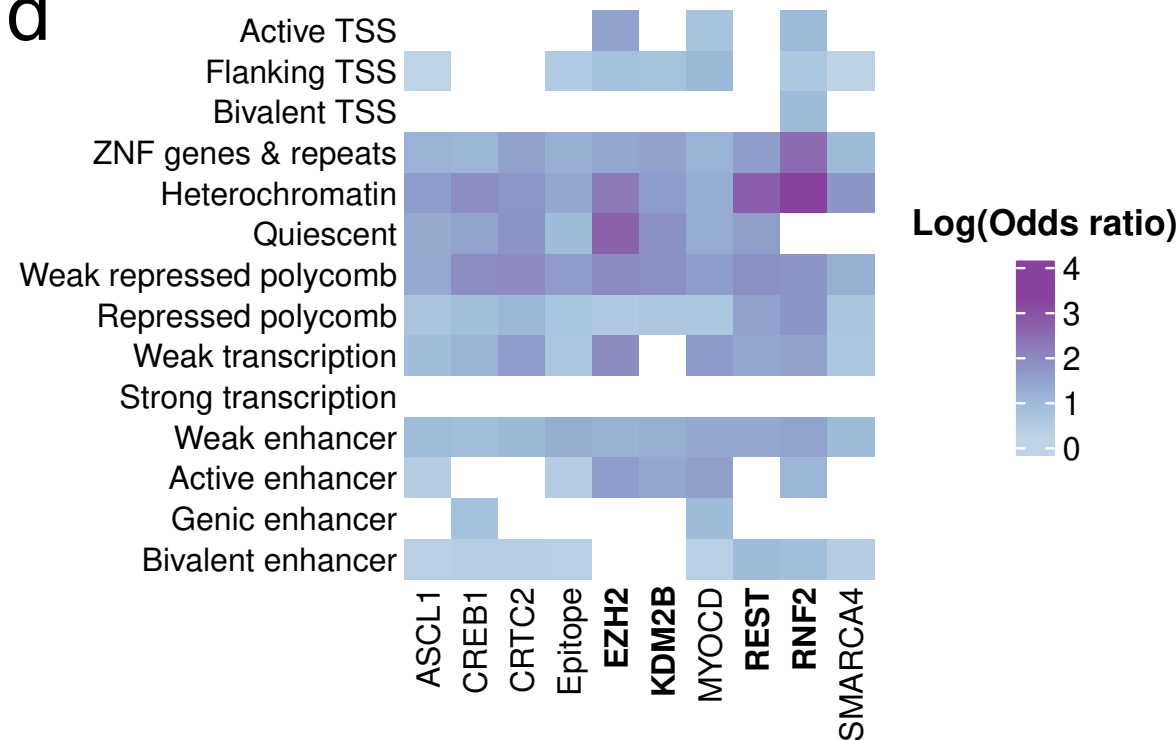 d
Active TSS
Flanking TSS
Bivalent TSS
ZNF genes & repeats
Heterochromatin
Quiescent
Weak repressed polycomb
Repressed polycomb
Weak transcription
Strong transcription
Weak enhancer
Active enhancer
Genic enhancer
Bivalent enhancer
ASCL1
CREB1
CRTC2
Epitope
EZH2
KDM2B
MYOCD
REST
RNF2
SMARCA4
Log(Odds ratio)
4
3
2
1
0